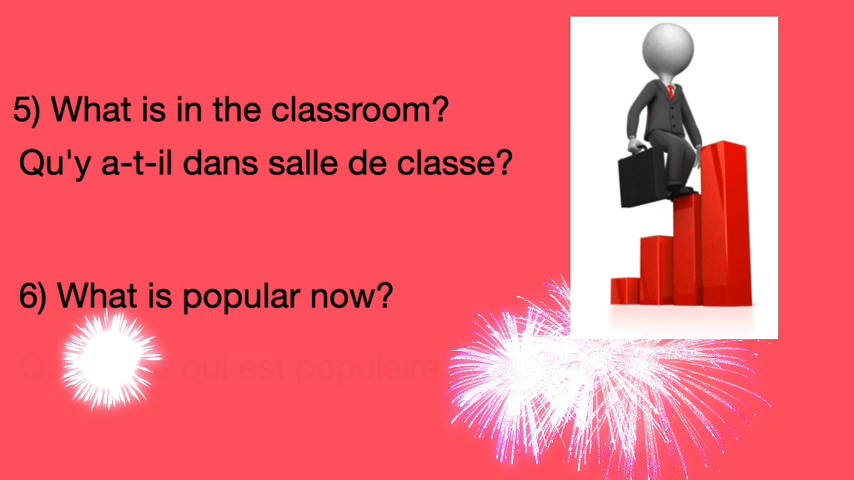 5) What is in the classroom?
Qu'y a-t-il dans salle de classe?
6) What is popular now?
qui est populaire